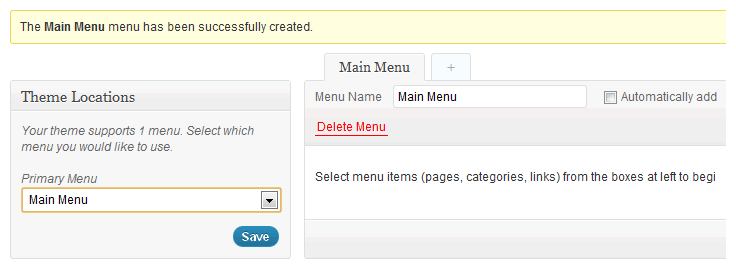 The Main Menu menu has been successfully created.
Main Menu +
Theme Locations
Menu Name Main Menu Automatically add
Your theme supports 1 menu. Select which
menu you would like to use.
Delete Menu
Primary Menu
Main Menu
Select menu items (pages, categories, links) from the boxes at left to begi
Save